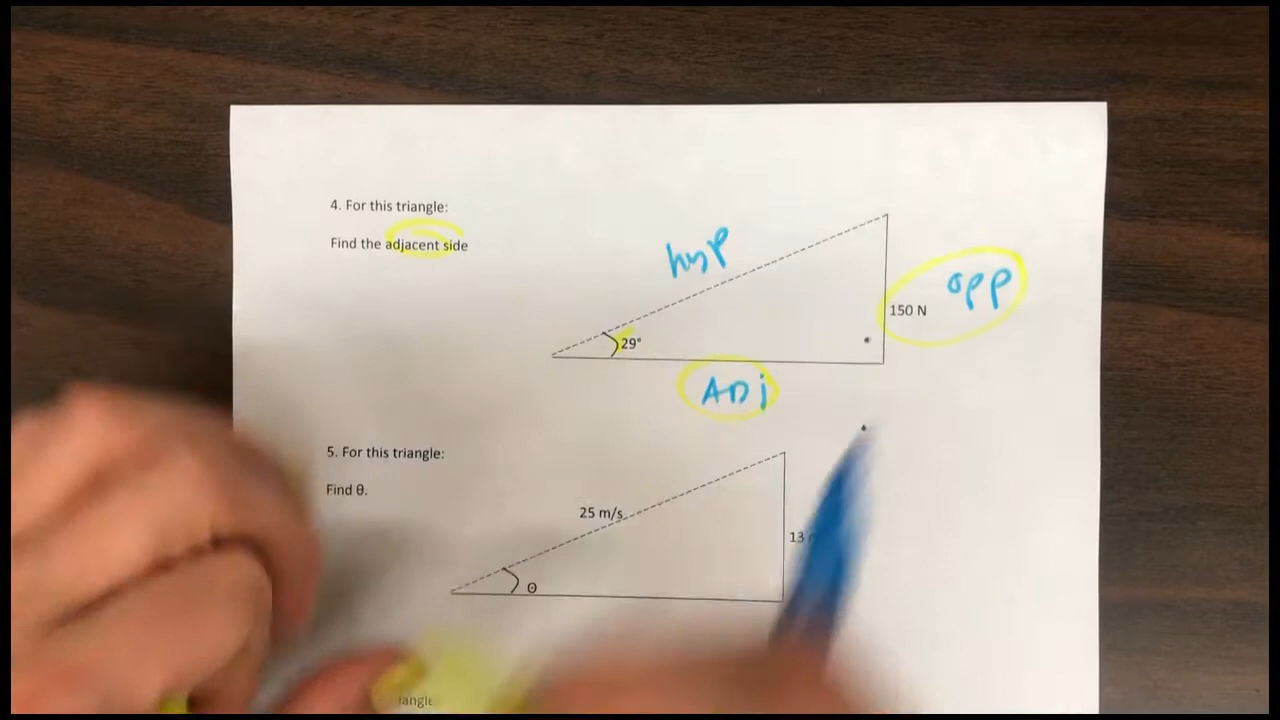 4. For this triangle:
Find the adjacent side
hyp
opp
150 N
29°
ADj
5. For this triangle:
Find θ.
25 m/s
13
θ